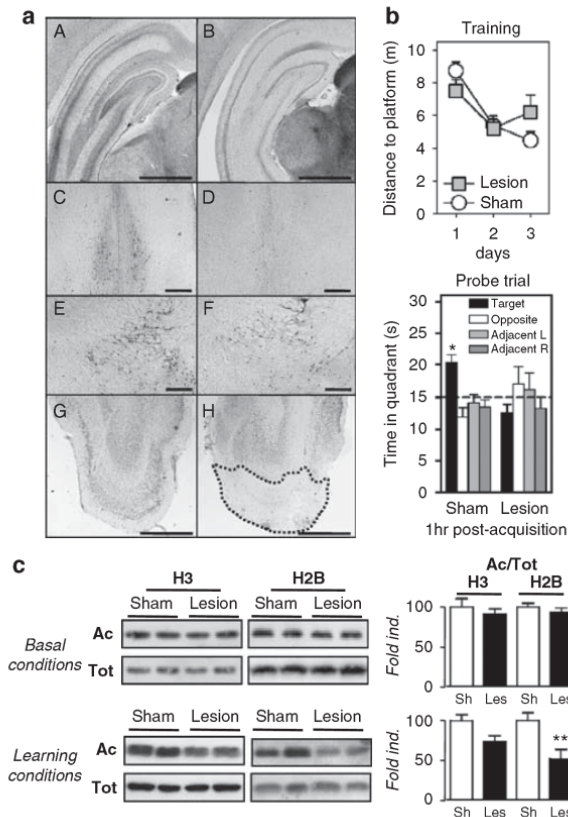 a
A
B
C
D
E
F
G
H
b
Training
Distance to platform (m)
10
8
6
4
2
0
Lesion
Sham
1 2 3
days
Probe trial
Time in quadrant (s)
30
25
20
15
10
5
0
Target
Opposite
Adjacent L
Adjacent R
*
Sham Lesion
1hr post-acquisition
c
H3 H2B
Sham Lesion Sham Lesion
Basal conditions
Ac
Tot
Sham Lesion Sham Lesion
Learning conditions
Ac
Tot
Ac/Tot
H3 H2B
Fold ind.
100
50
0
Sh Les Sh Les
Fold ind.
100
50
0
**
Sh Les Sh Les